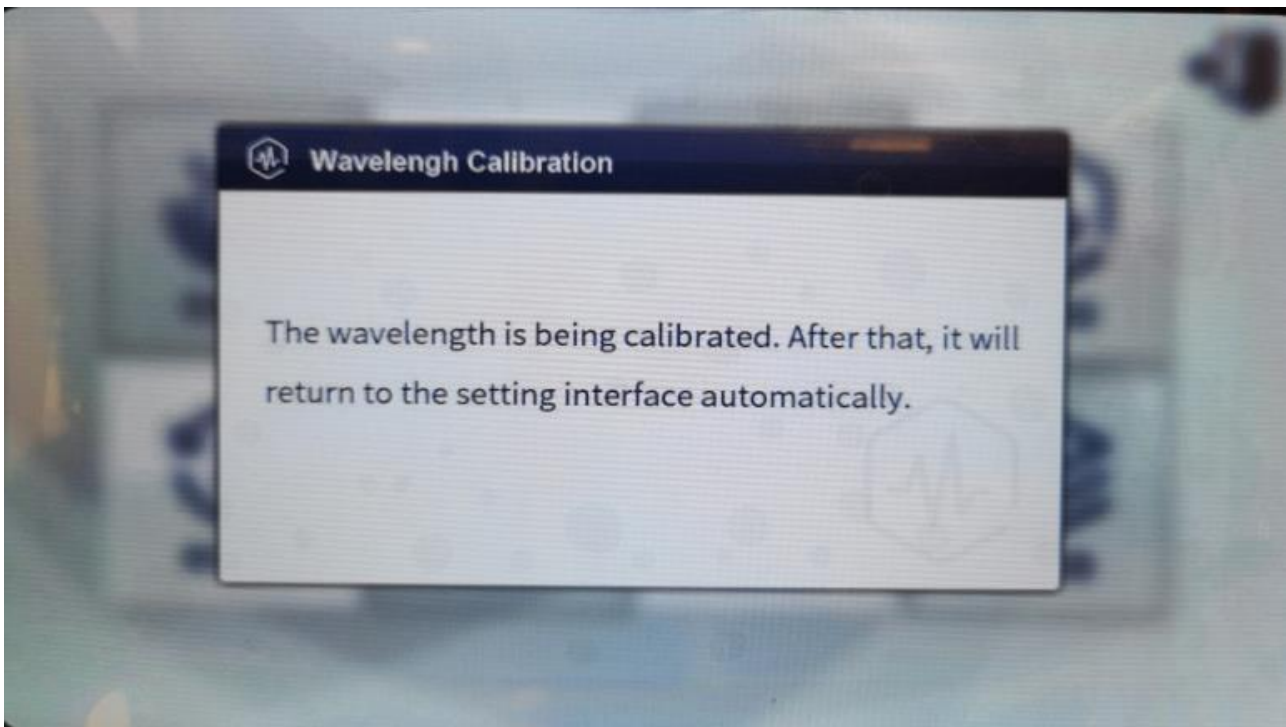 Wavelengh Calibration
The wavelength is being calibrated. After that, it will
return to the setting interface automatically.